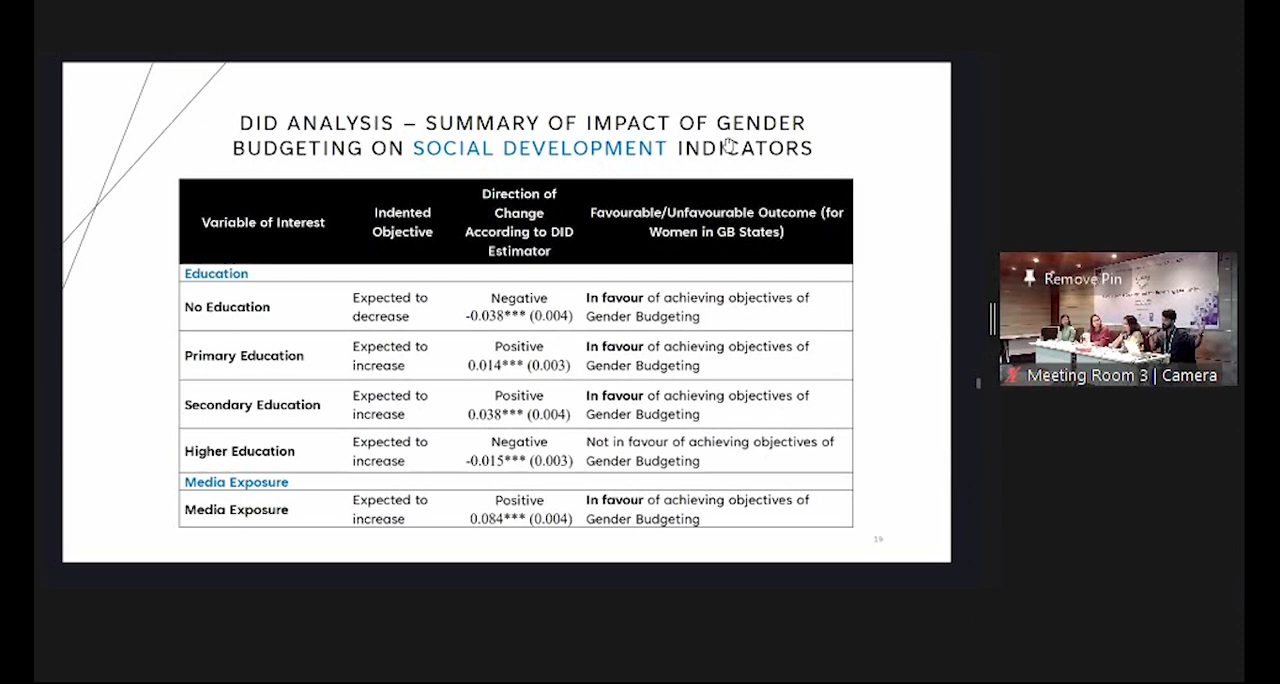 DID ANALYSIS – SUMMARY OF IMPACT OF GENDER
BUDGETING ON SOCIAL DEVELOPMENT INDICATORS
Variable of Interest
Indented
Objective
Direction of
Change
According to DID
Estimator
Favourable/Unfavourable Outcome (for
Women in GB States)
Education
No Education
Expected to
decrease
Negative
-0.038*** (0.004)
In favour of achieving objectives of
Gender Budgeting
Primary Education
Expected to
increase
Positive
0.014*** (0.003)
In favour of achieving objectives of
Gender Budgeting
Secondary Education
Expected to
increase
Positive
0.038*** (0.004)
In favour of achieving objectives of
Gender Budgeting
Higher Education
Expected to
increase
Negative
-0.015*** (0.003)
Not in favour of achieving objectives of
Gender Budgeting
Media Exposure
Media Exposure
Expected to
increase
Positive
0.084*** (0.004)
In favour of achieving objectives of
Gender Budgeting
19
Remove Pin
Meeting Room 3 | Camera